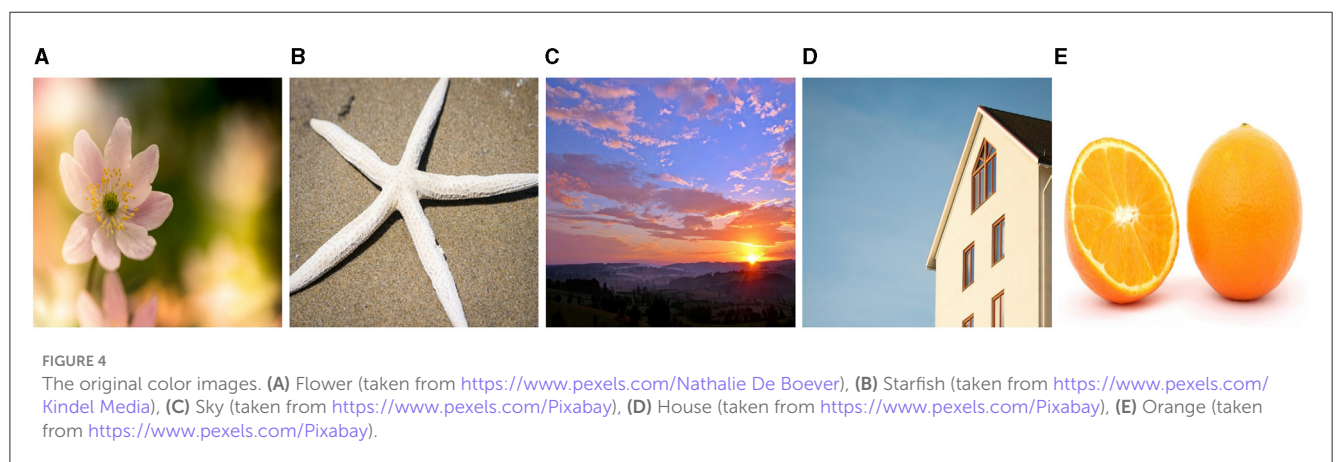 A B C D E
FIGURE 4
The original color images. (A) Flower (taken from https://www.pexels.com/Nathalie De Boever), (B) Starfish (taken from https://www.pexels.com/
Kindel Media), (C) Sky (taken from https://www.pexels.com/Pixabay), (D) House (taken from https://www.pexels.com/Pixabay), (E) Orange (taken
from https://www.pexels.com/Pixabay).